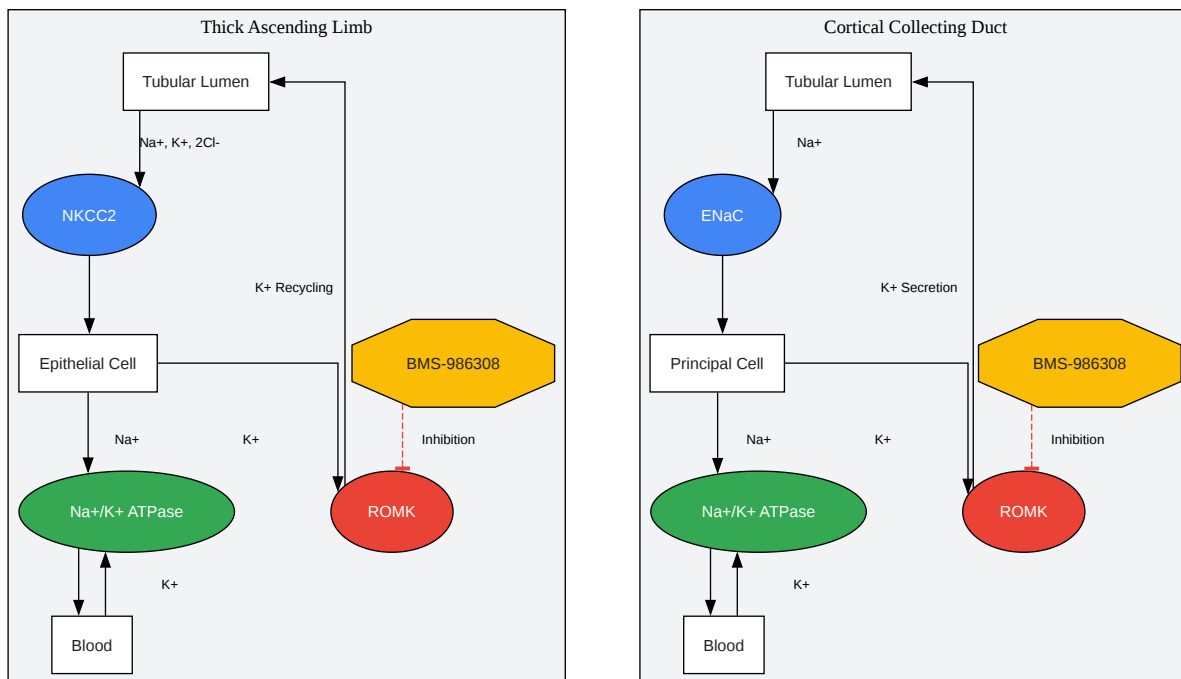 Thick Ascending Limb
Tubular Lumen
Na+, K+, 2Cl-
NKCC2
K+ Recycling
Epithelial Cell
BMS-986308
Na+
K+
Inhibition
Na+/K+ ATPase
ROMK
K+
Blood
Cortical Collecting Duct
Tubular Lumen
Na+
ENaC
K+ Secretion
Principal Cell
BMS-986308
Na+
K+
Inhibition
Na+/K+ ATPase
ROMK
K+
Blood